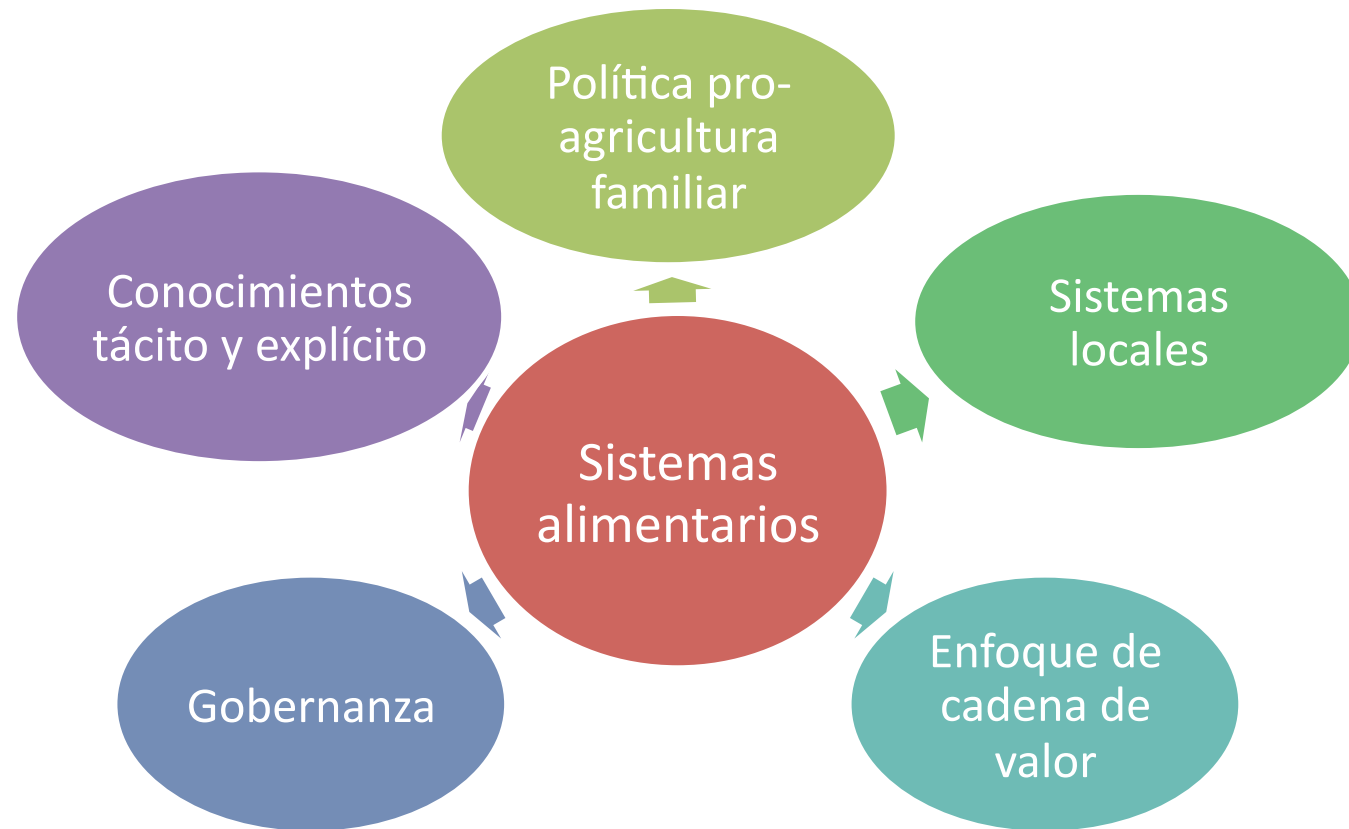 Política pro-
agricultura
familiar
Conocimientos
tácito y explícito
Sistemas
locales
Sistemas
alimentarios
Gobernanza
Enfoque de
cadena de
valor